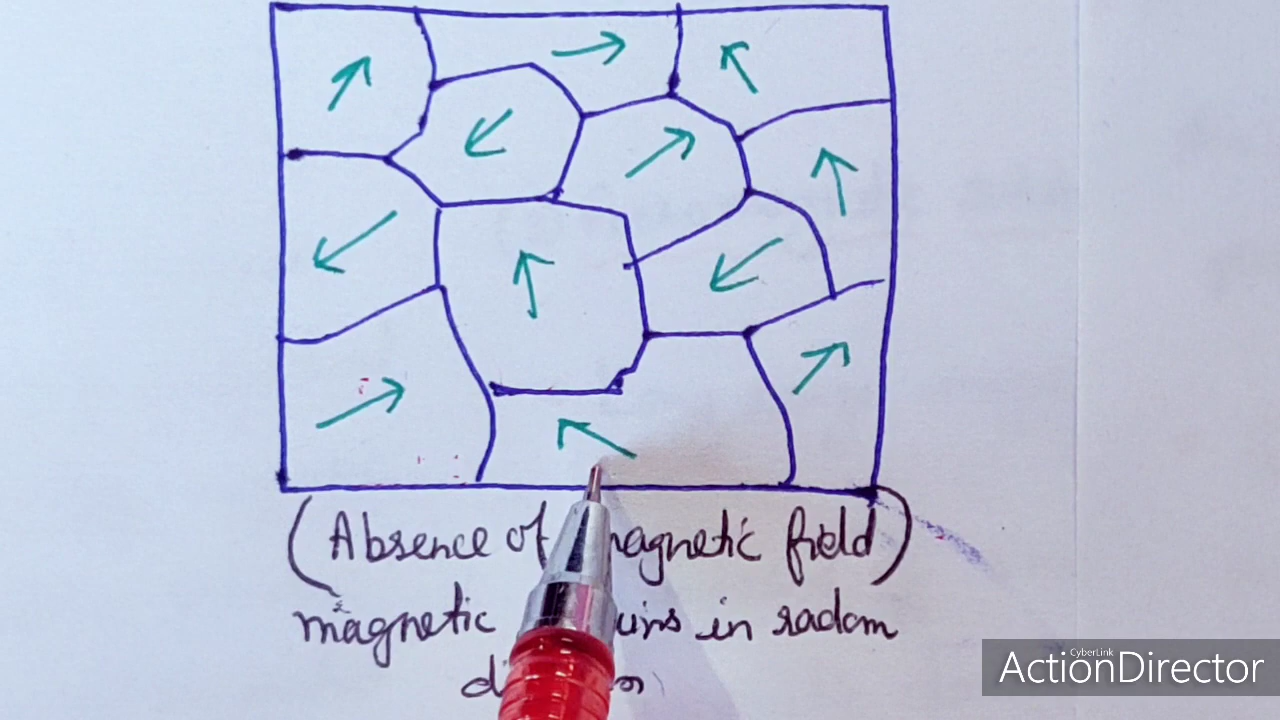 (Absence of magnetic field)
magnetic in radom
CyberLink
ActionDirector